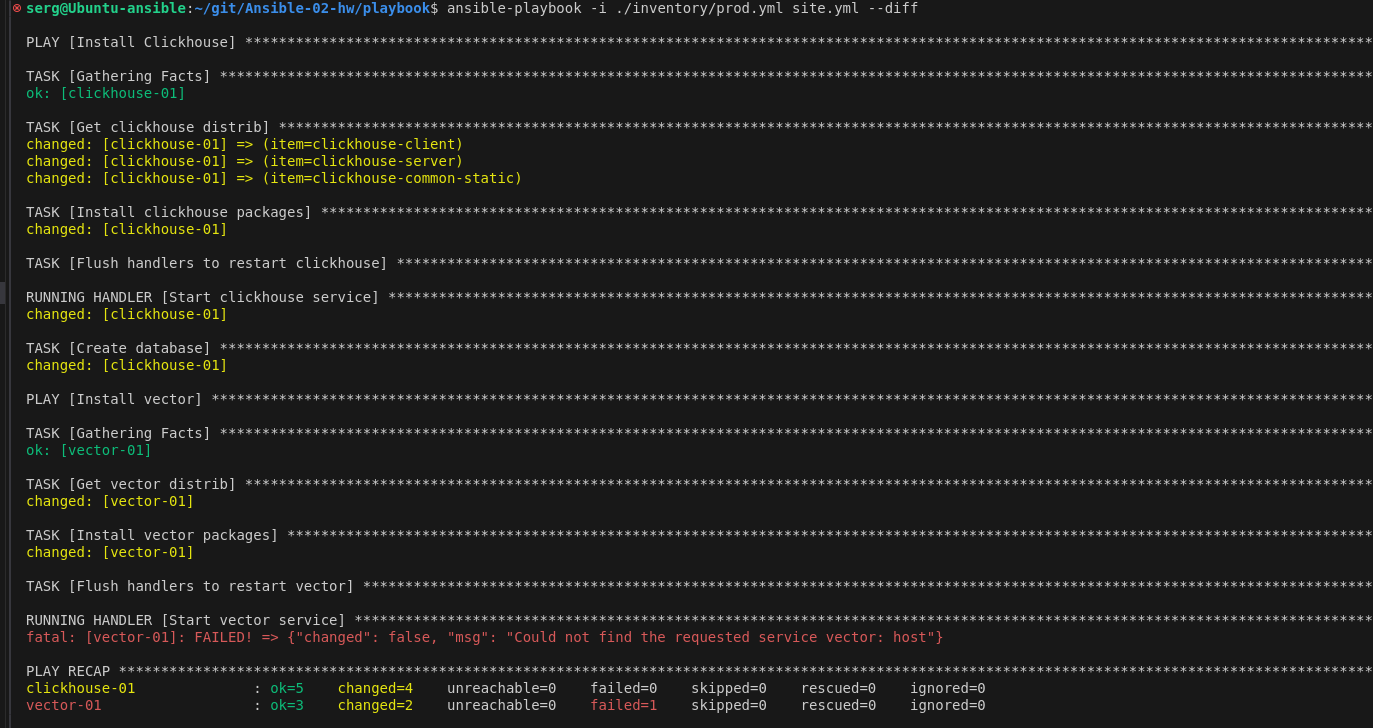 serg@Ubuntu-ansible:~/git/Ansible-02-hw/playbook$ ansible-playbook -i ./inventory/prod.yml site.yml --diff
PLAY [Install Clickhouse] **************************************************************************************************************************************
TASK [Gathering Facts] *****************************************************************************************************************************************
ok: [clickhouse-01]
TASK [Get clickhouse distrib] **********************************************************************************************************************************
changed: [clickhouse-01] => (item=clickhouse-client)
changed: [clickhouse-01] => (item=clickhouse-server)
changed: [clickhouse-01] => (item=clickhouse-common-static)
TASK [Install clickhouse packages] *****************************************************************************************************************************
changed: [clickhouse-01]
TASK [Flush handlers to restart clickhouse] ********************************************************************************************************************
RUNNING HANDLER [Start clickhouse service] *********************************************************************************************************************
changed: [clickhouse-01]
TASK [Create database] *****************************************************************************************************************************************
changed: [clickhouse-01]
PLAY [Install vector] ******************************************************************************************************************************************
TASK [Gathering Facts] *****************************************************************************************************************************************
ok: [vector-01]
TASK [Get vector distrib] **************************************************************************************************************************************
changed: [vector-01]
TASK [Install vector packages] *********************************************************************************************************************************
changed: [vector-01]
TASK [Flush handlers to restart vector] ************************************************************************************************************************
RUNNING HANDLER [Start vector service] *************************************************************************************************************************
fatal: [vector-01]: FAILED! => {"changed": false, "msg": "Could not find the requested service vector: host"}
PLAY RECAP *****************************************************************************************************************************************************
clickhouse-01              : ok=5    changed=4    unreachable=0    failed=0    skipped=0    rescued=0    ignored=0
vector-01                  : ok=3    changed=2    unreachable=0    failed=1    skipped=0    rescued=0    ignored=0